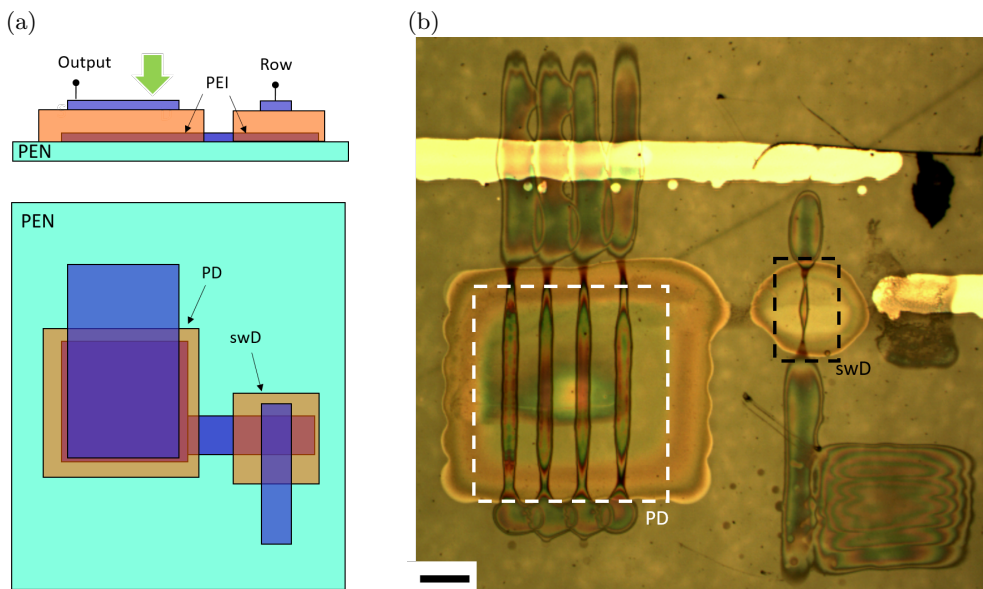 (a)
Output
PEI
Row
PEN
PEN
PD
swD
(b)
swD
PD